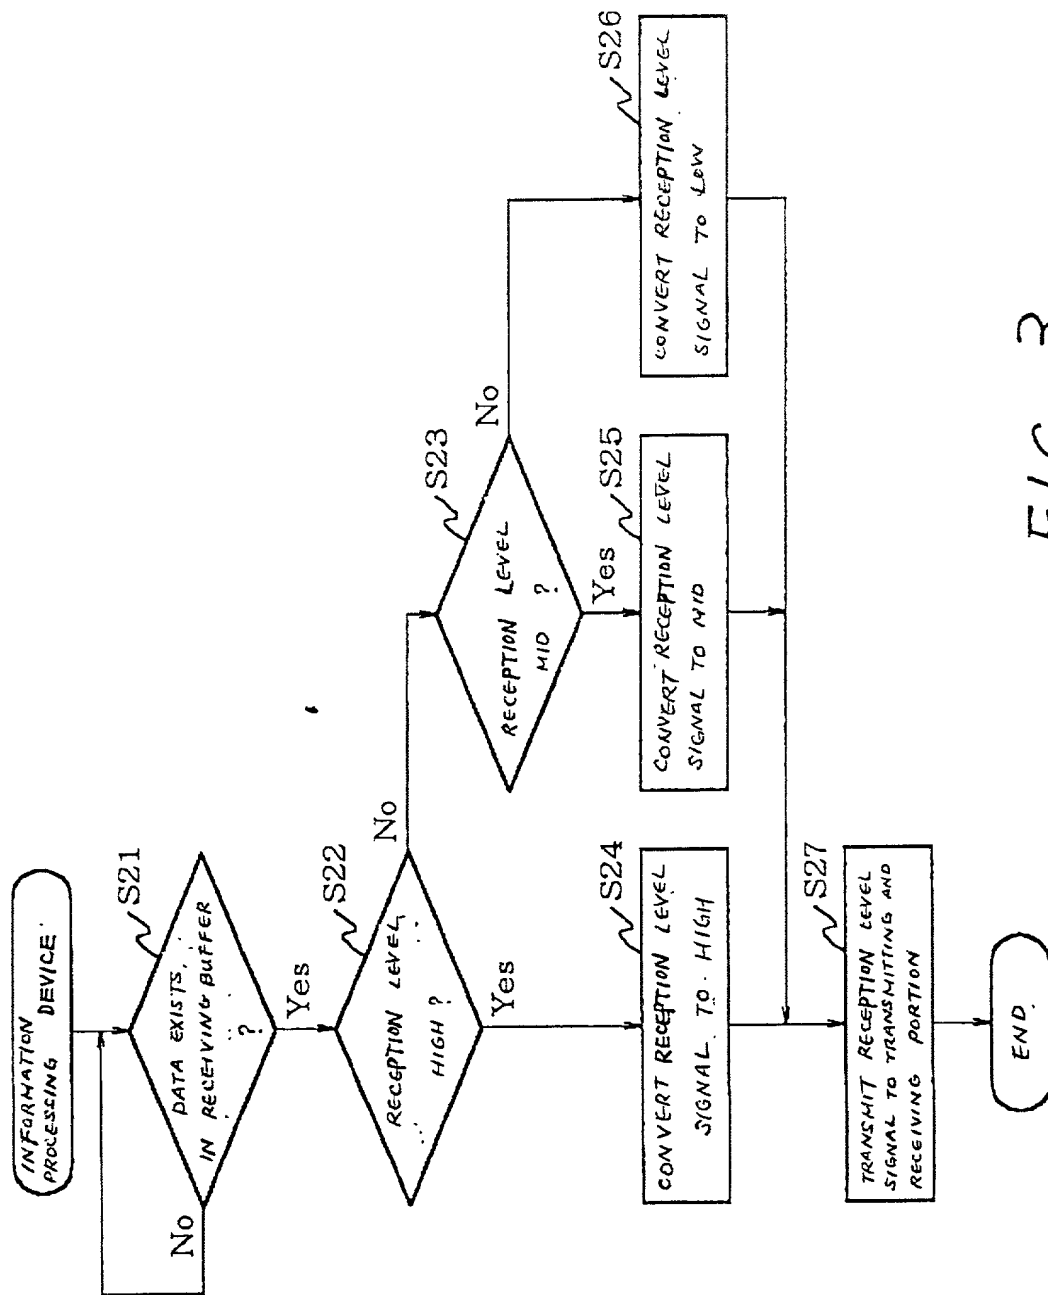 INFORMATION
PROCESSING DEVICE
S21
DATA EXISTS
IN RECEIVING BUFFER
?
No
Yes
S22
RECEPTION LEVEL
HIGH ?
No
Yes
S23
RECEPTION LEVEL
MID ?
No
Yes
S24
CONVERT RECEPTION LEVEL
SIGNAL TO HIGH
S25
CONVERT RECEPTION LEVEL
SIGNAL TO MID
S26
CONVERT RECEPTION LEVEL
SIGNAL TO LOW
S27
TRANSMIT RECEPTION LEVEL
SIGNAL TO TRANSMITTING AND
RECEIVING PORTION
END
FIG. 3